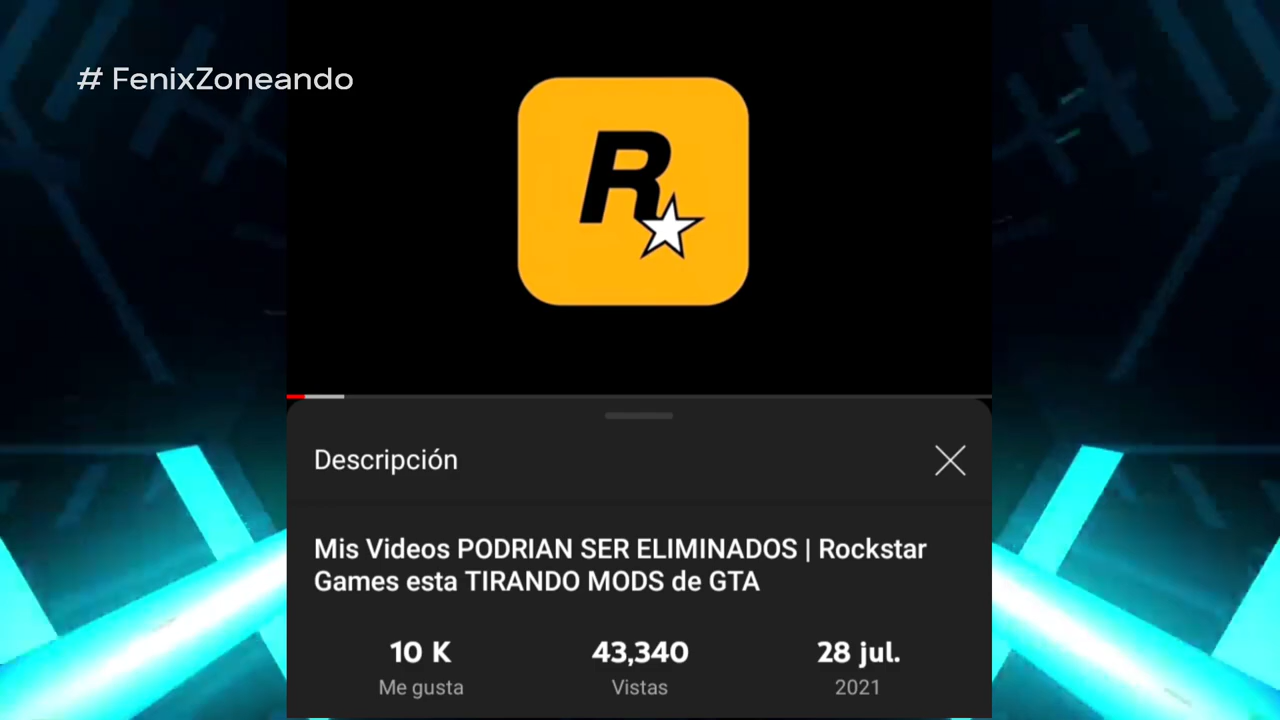 # FenixZoneando
R
Descripción
Mis Videos PODRIAN SER ELIMINADOS | Rockstar
Games esta TIRANDO MODS de GTA
10 K 43,340 28 jul.
Me gusta Vistas 2021